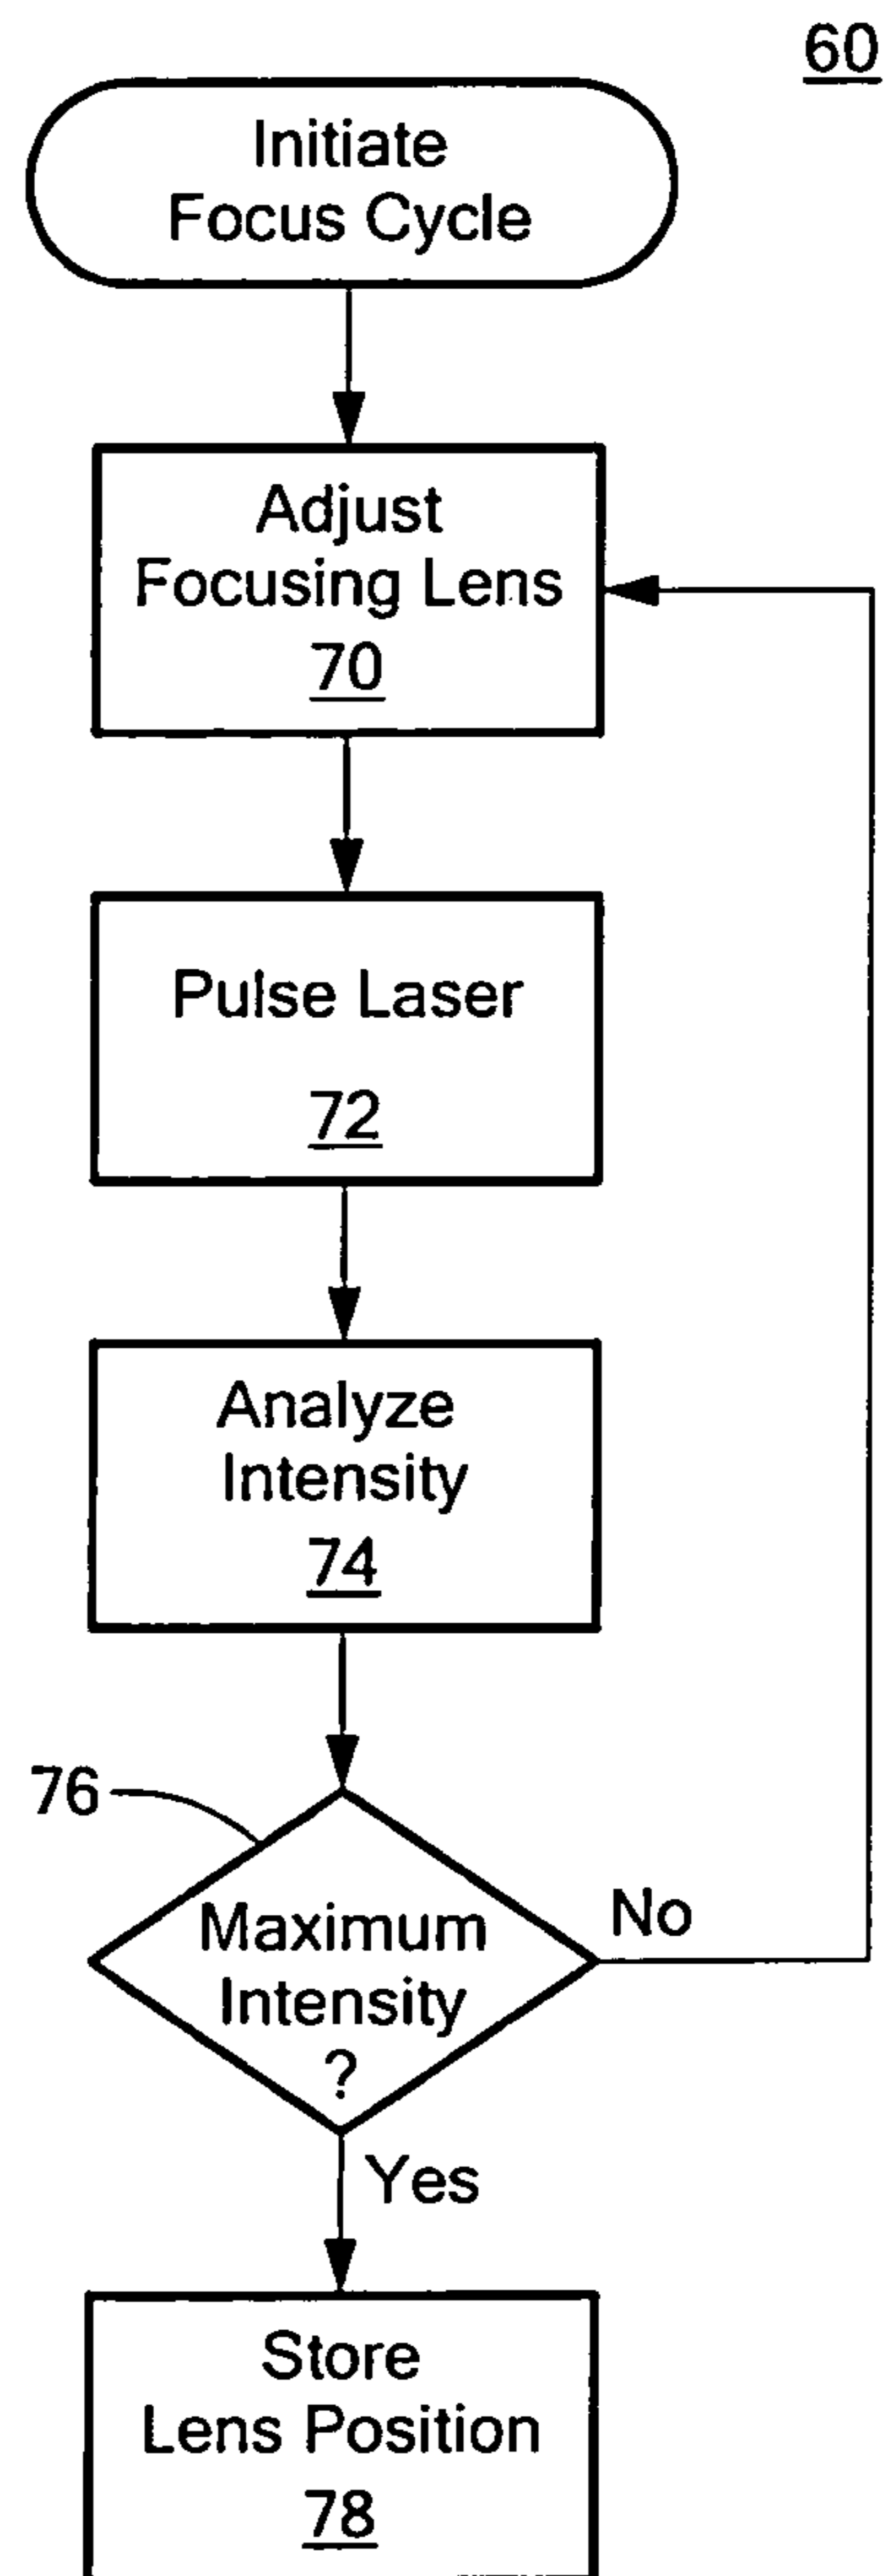 60
Initiate
Focus Cycle
Adjust
Focusing Lens
70
Pulse Laser
72
Analyze
Intensity
74
76
Maximum
Intensity
?
No
Yes
Store
Lens Position
78